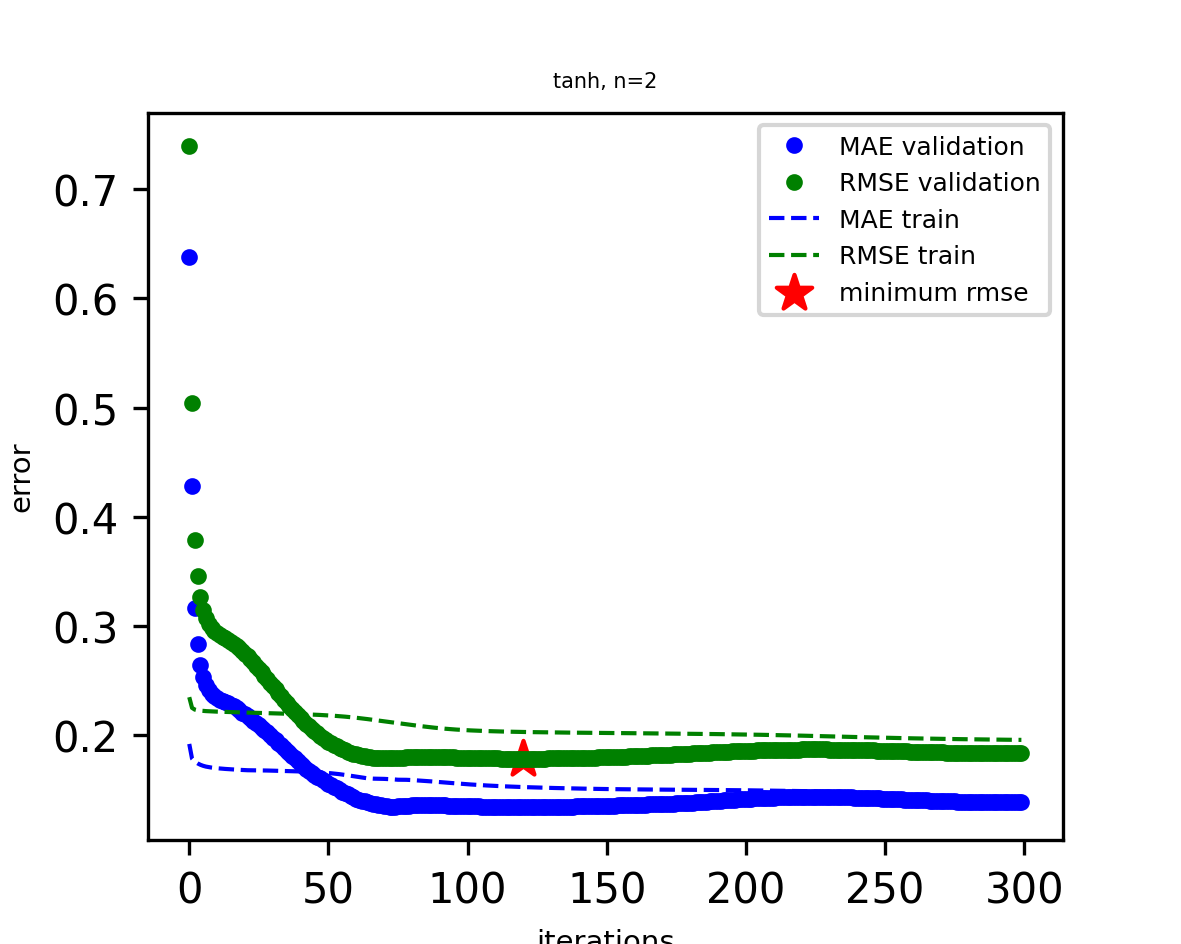 tanh, n=2
MAE validation
RMSE validation
MAE train
RMSE train
minimum rmse
error
0.7
0.6
0.5
0.4
0.3
0.2
0 50 100 150 200 250 300
iterations